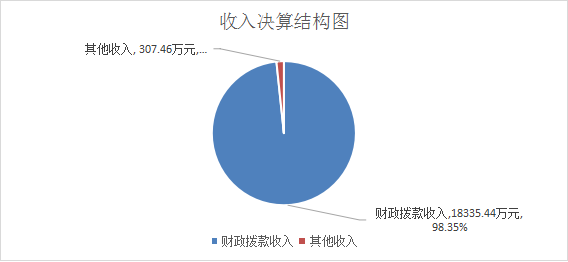 收入决算结构图
其他收入, 307.46万元,...
财政拨款收入,18335.44万元,
98.35%
财政拨款收入 其他收入